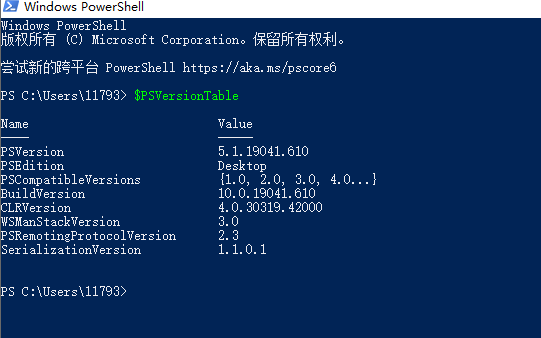 Windows PowerShell
Windows PowerShell
版权所有 (C) Microsoft Corporation。保留所有权利。
尝试新的跨平台 PowerShell https://aka.ms/pscore6
PS C:\Users\11793> $PSVersionTable
Name Value
---- -----
PSVersion 5.1.19041.610
PSEdition Desktop
PSCompatibleVersions {1.0, 2.0, 3.0, 4.0...}
BuildVersion 10.0.19041.610
CLRVersion 4.0.30319.42000
WSManStackVersion 3.0
PSRemotingProtocolVersion 2.3
SerializationVersion 1.1.0.1
PS C:\Users\11793>